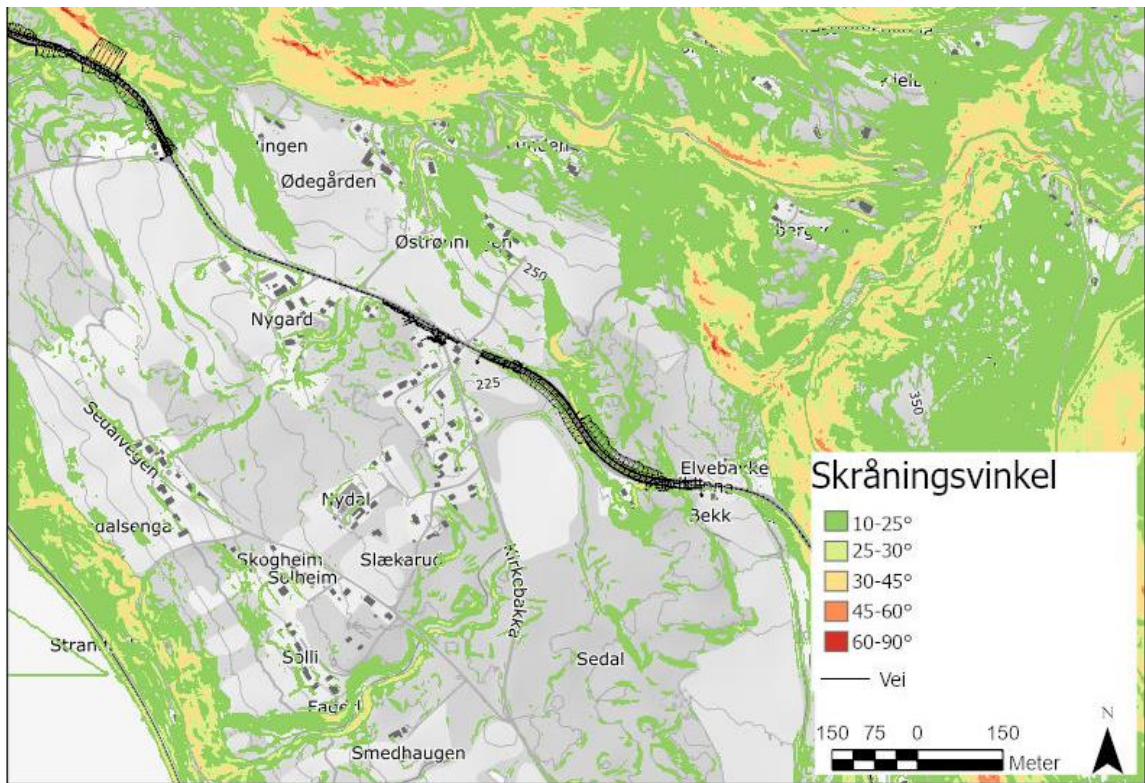 Ødegården
Østrønningen
250
Nygard
225
350
Elvebakke
Bekk
Nydal
Skogheim
Solheim
Slækarud
Kirkebakka
Sedal
Solli
Smedhaugen
Skråningsvinkel
10-25°
25-30°
30-45°
45-60°
60-90°
Vei
N
150 75 0 150
Meter